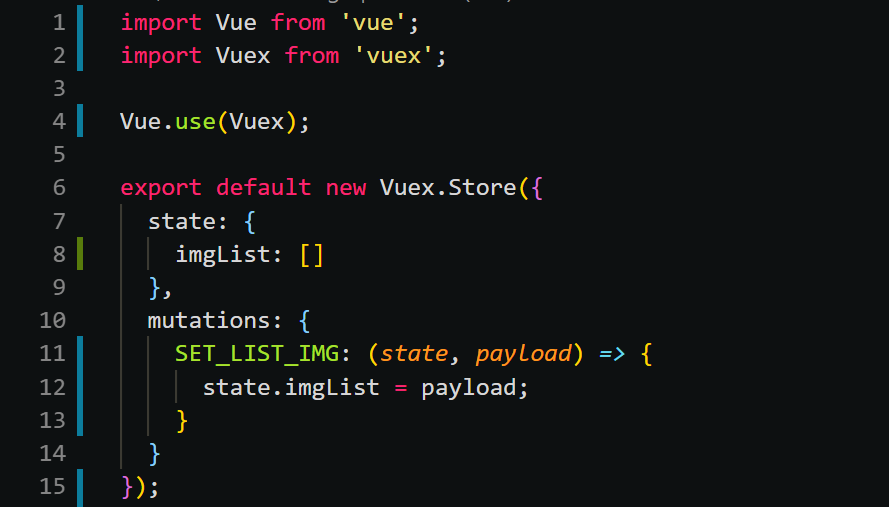 1 import Vue from 'vue';
2 import Vuex from 'vuex';
3
4 Vue.use(Vuex);
5
6 export default new Vuex.Store({
7   state: {
8     imgList: []
9   },
10   mutations: {
11     SET_LIST_IMG: (state, payload) => {
12       state.imgList = payload;
13     }
14   }
15 });